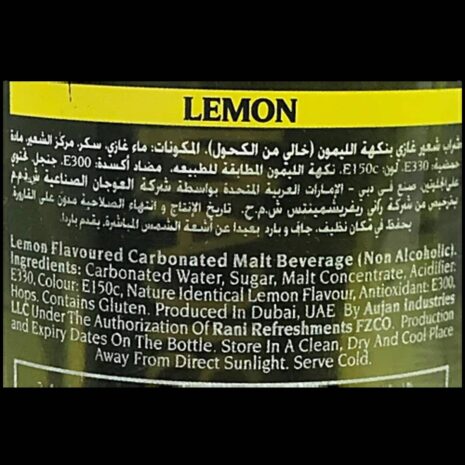 LEMON
شراب شعير غازي بنكهة الليمون (خالي من الكحول). المكونات: ماء غازي، سكر، مركز الشعير، مادة
حمضية: E330، لون: E150c، نكهة الليمون المطابقة للطبيعه، مضاد أكسدة: E300، جنجل. يحتوي
على الجلوتين. صنع في دبي - الإمارات العربية المتحدة بواسطة شركة العوجان الصناعية ش.ذ.م.م
بترخيص من شركة راني ريفريشمينتس ش.م.ح. تاريخ الإنتاج و انتهاء الصلاحية مدون على القارورة
يحفظ في مكان نظيف، جاف و بارد بعيدا عن أشعة الشمس المباشرة. يقدم باردا.
Lemon Flavoured Carbonated Malt Beverage (Non Alcoholic).
Ingredients: Carbonated Water, Sugar, Malt Concentrate, Acidifier:
E330, Colour: E150c, Nature Identical Lemon Flavour, Antioxidant: E300,
Hops. Contains Gluten. Produced In Dubai, UAE By Aujan Industries
LLC Under The Authorization Of Rani Refreshments FZCO. Production
and Expiry Dates On The Bottle. Store In A Clean, Dry And Cool Place
Away From Direct Sunlight. Serve Cold.